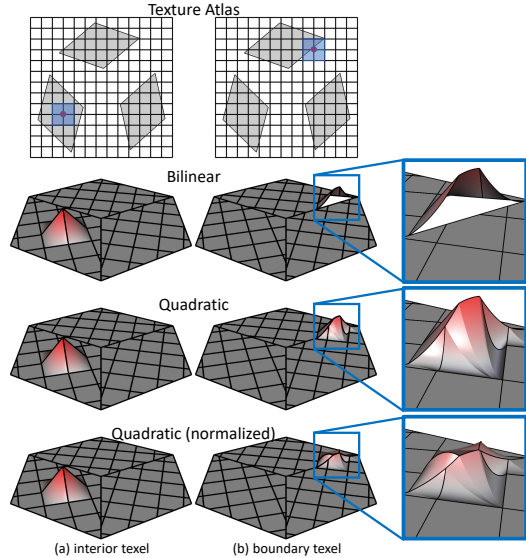 Texture Atlas
Bilinear
Quadratic
Quadratic (normalized)
(a) interior texel
(b) boundary texel